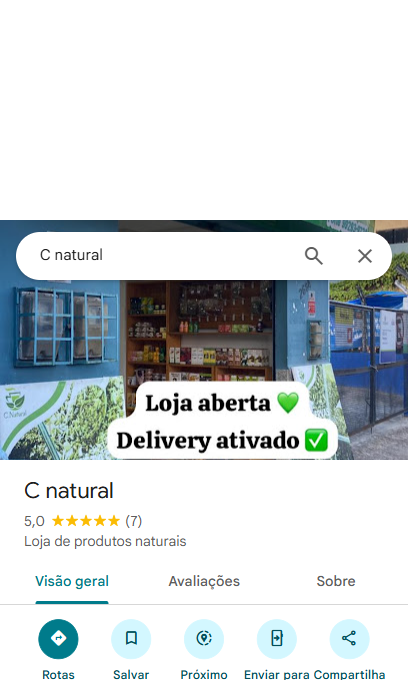 C natural
C Natural
Loja aberta 💚
Delivery ativado ✅
C natural
5,0 ★★★★★ (7)
Loja de produtos naturais
Visão geral Avaliações Sobre
Rotas Salvar Próximo Enviar para Compartilha